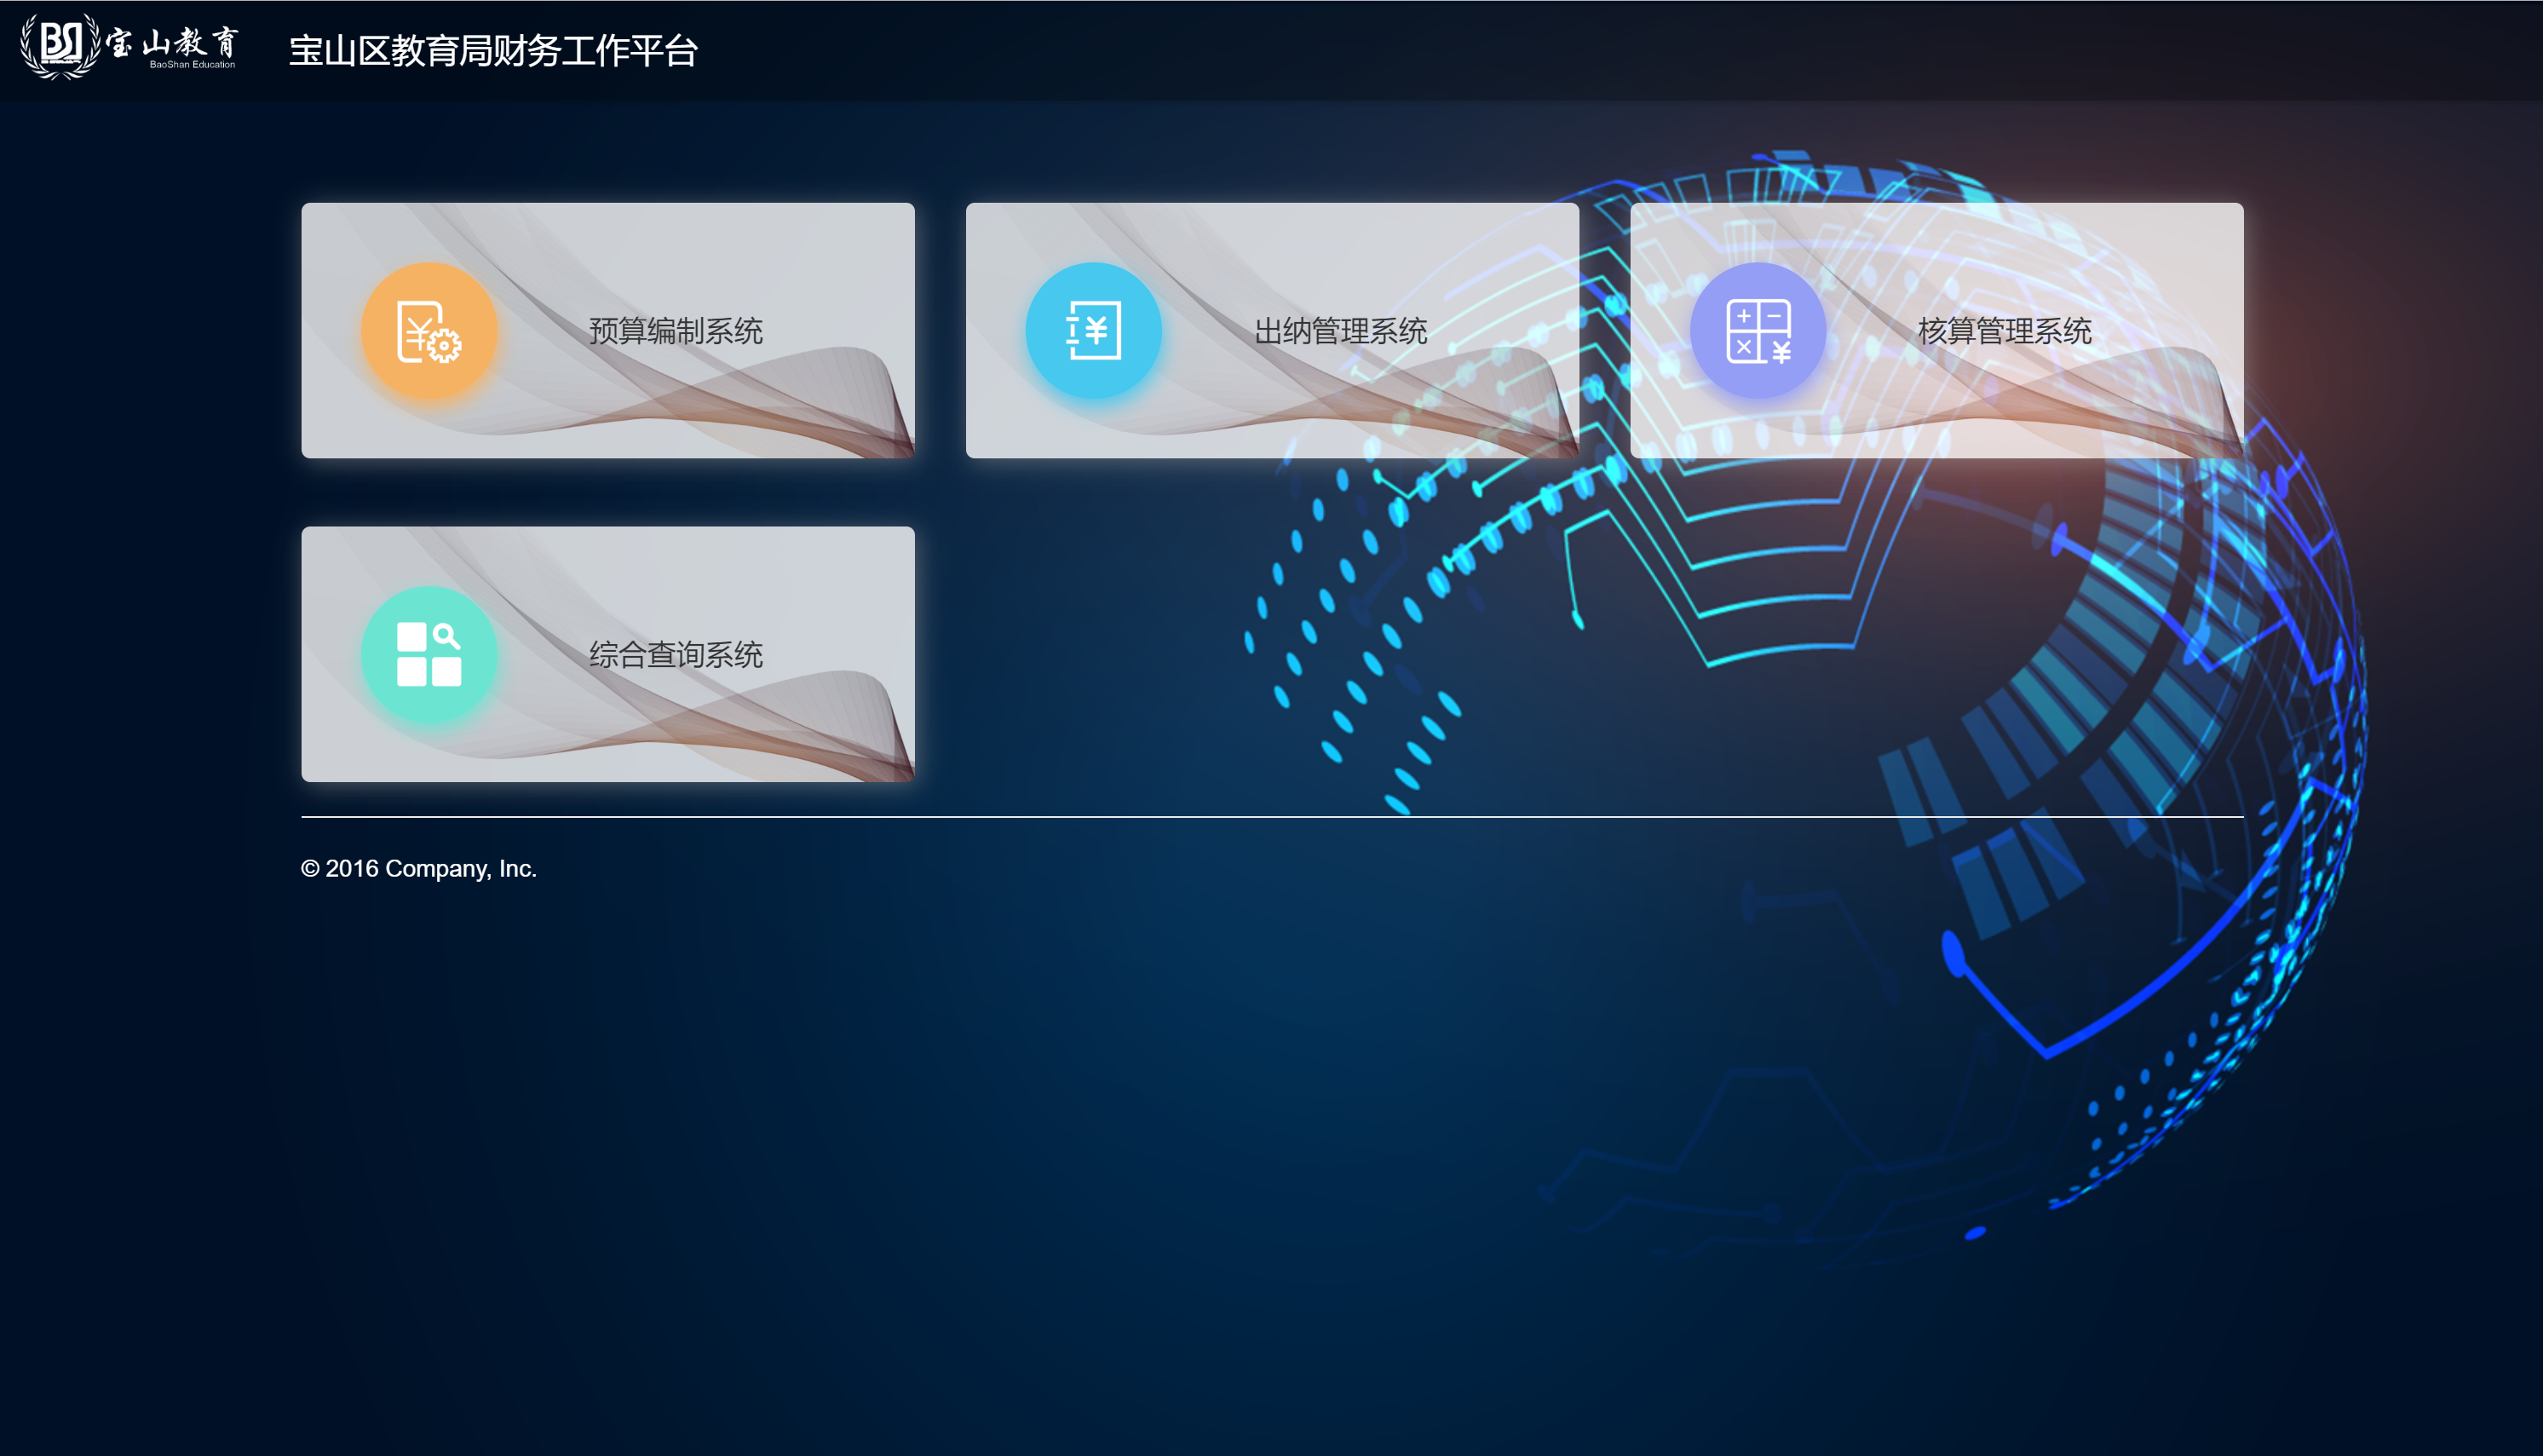 宝山教育
BaoShan Education
宝山区教育局财务工作平台
预算编制系统
出纳管理系统
核算管理系统
综合查询系统
© 2016 Company, Inc.